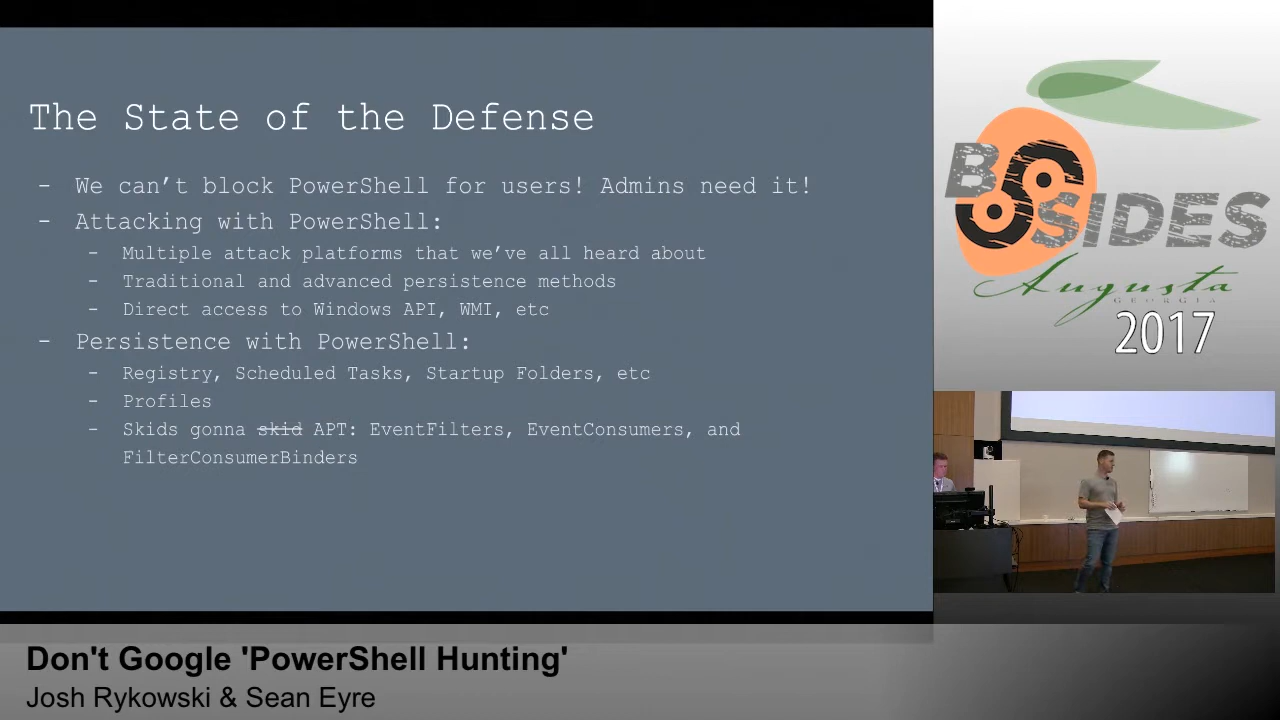 The State of the Defense
- We can’t block PowerShell for users! Admins need it!
- Attacking with PowerShell:
- Multiple attack platforms that we’ve all heard about
- Traditional and advanced persistence methods
- Direct access to Windows API, WMI, etc
- Persistence with PowerShell:
- Registry, Scheduled Tasks, Startup Folders, etc
- Profiles
- Skids gonna skid APT: EventFilters, EventConsumers, and
FilterConsumerBinders
BSIDES
Augusta
GEORGIA
2017
Don't Google 'PowerShell Hunting'
Josh Rykowski & Sean Eyre